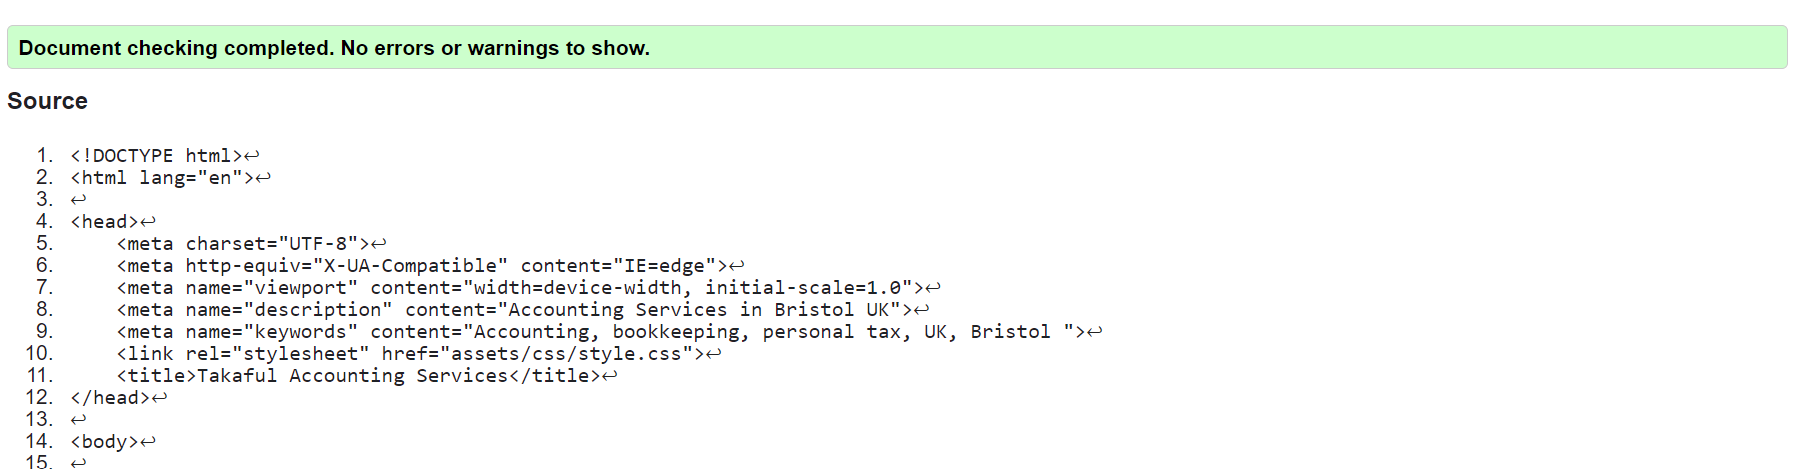 Document checking completed. No errors or warnings to show.
Source
1. <!DOCTYPE html>↩
2. <html lang="en">↩
3. ↩
4. <head>↩
5.     <meta charset="UTF-8">↩
6.     <meta http-equiv="X-UA-Compatible" content="IE=edge">↩
7.     <meta name="viewport" content="width=device-width, initial-scale=1.0">↩
8.     <meta name="description" content="Accounting Services in Bristol UK">↩
9.     <meta name="keywords" content="Accounting, bookkeeping, personal tax, UK, Bristol ">↩
10.     <link rel="stylesheet" href="assets/css/style.css">↩
11.     <title>Takaful Accounting Services</title>↩
12. </head>↩
13. ↩
14. <body>↩
15. ↩